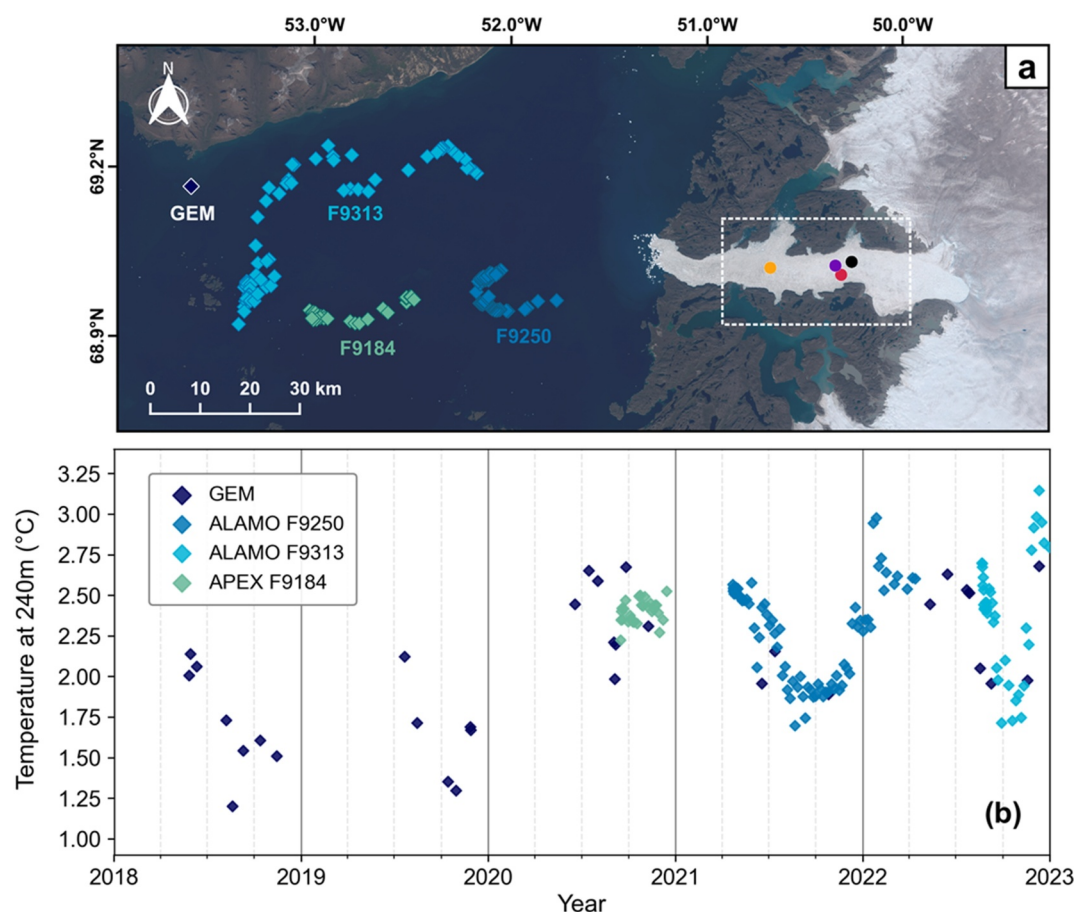 53.0°W 52.0°W 51.0°W 50.0°W
a
N
69.2°N
GEM
F9313
68.9°N
F9184
F9250
0 10 20 30 km
3.25
3.00
2.75
2.50
2.25
2.00
1.75
1.50
1.25
1.00
Temperature at 240m (°C)
GEM
ALAMO F9250
ALAMO F9313
APEX F9184
(b)
2018 2019 2020 2021 2022 2023
Year